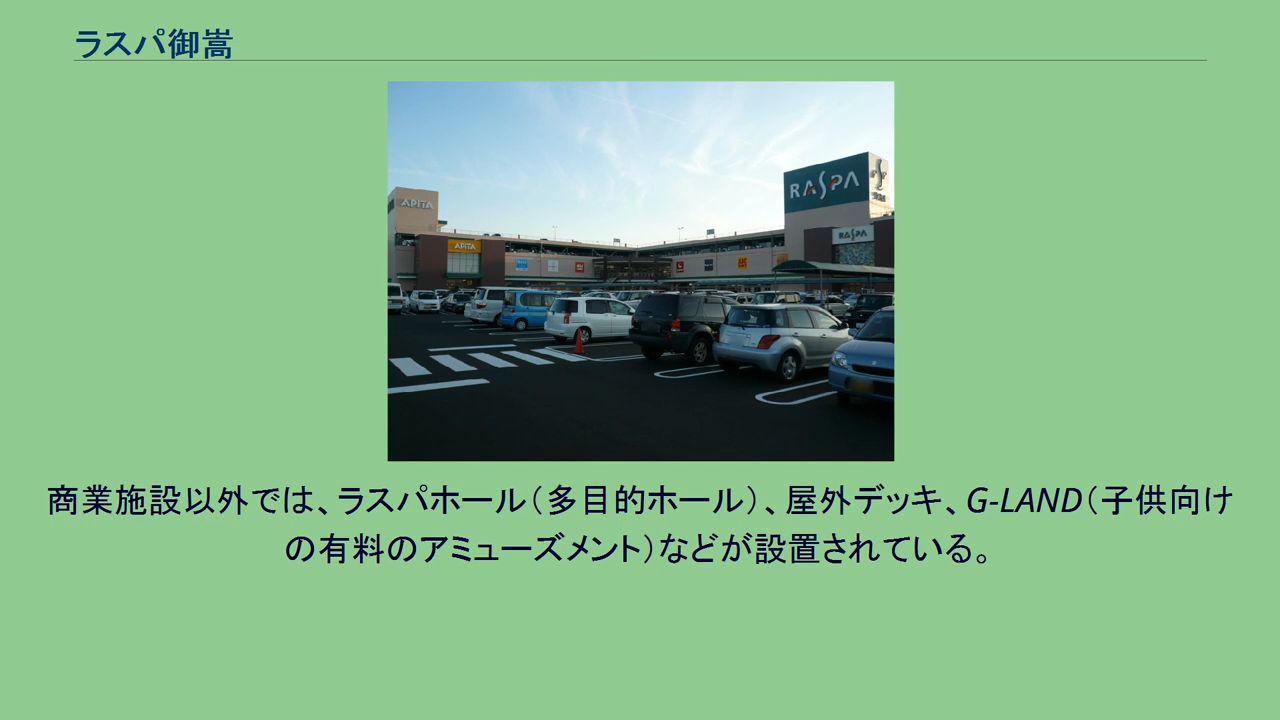 ラスパ御嵩
APITA
RASPA
APITA
RASPA
商業施設以外では、ラスパホール（多目的ホール）、屋外デッキ、G-LAND（子供向け
の有料のアミューズメント）などが設置されている。